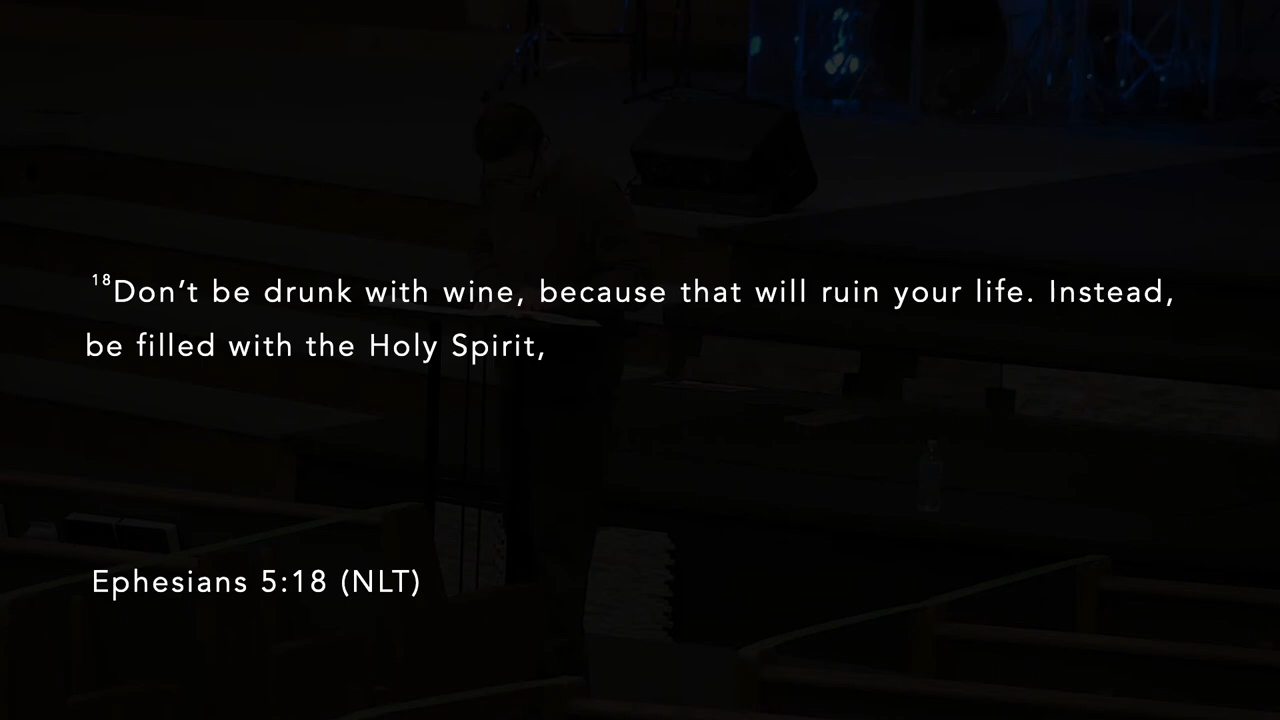 18Don’t be drunk with wine, because that will ruin your life. Instead,
be filled with the Holy Spirit,
Ephesians 5:18 (NLT)